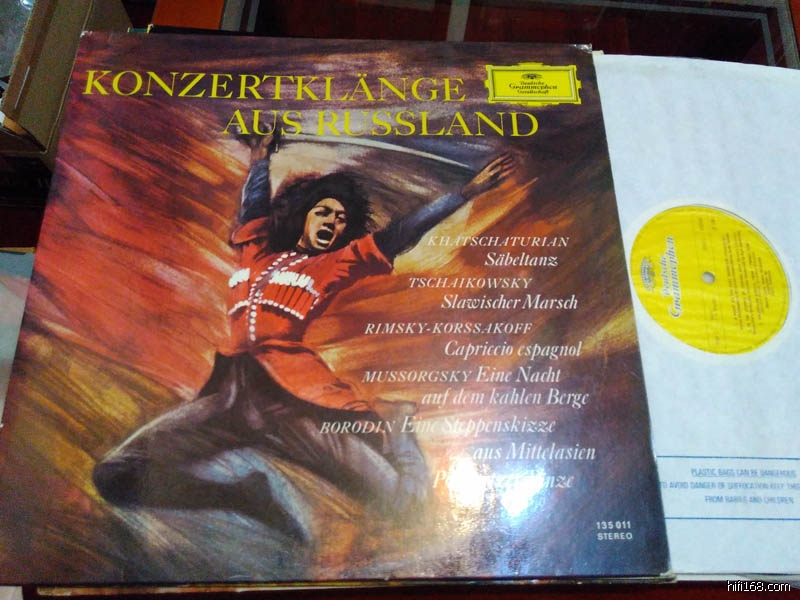 KONZERTKLÄNGE
AUS RUSSLAND
Deutsche
Grammophon
Gesellschaft
KHATSCHATURIAN
Säbeltanz
TSCHAIKOWSKY
Slawischer Marsch
RIMSKY-KORSSAKOFF
Capriccio espagnol
MUSSORGSKY Eine Nacht
auf dem kahlen Berge
BORODIN Eine Steppenskizze
aus Mittelasien
135 011
STEREO
Deutsche
Grammophon
PLASTIC BAGS CAN BE DANGEROUS
TO AVOID DANGER OF SUFFOCATION KEEP THIS
FROM BABIES AND CHILDREN
hifi168.com